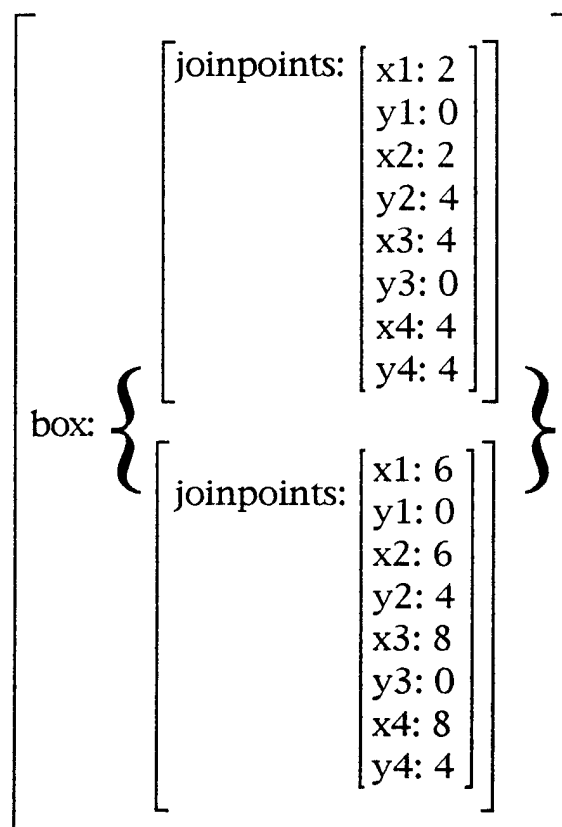 joinpoints: x1: 2
y1: 0
x2: 2
y2: 4
x3: 4
y3: 0
x4: 4
y4: 4
box:
joinpoints: x1: 6
y1: 0
x2: 6
y2: 4
x3: 8
y3: 0
x4: 8
y4: 4